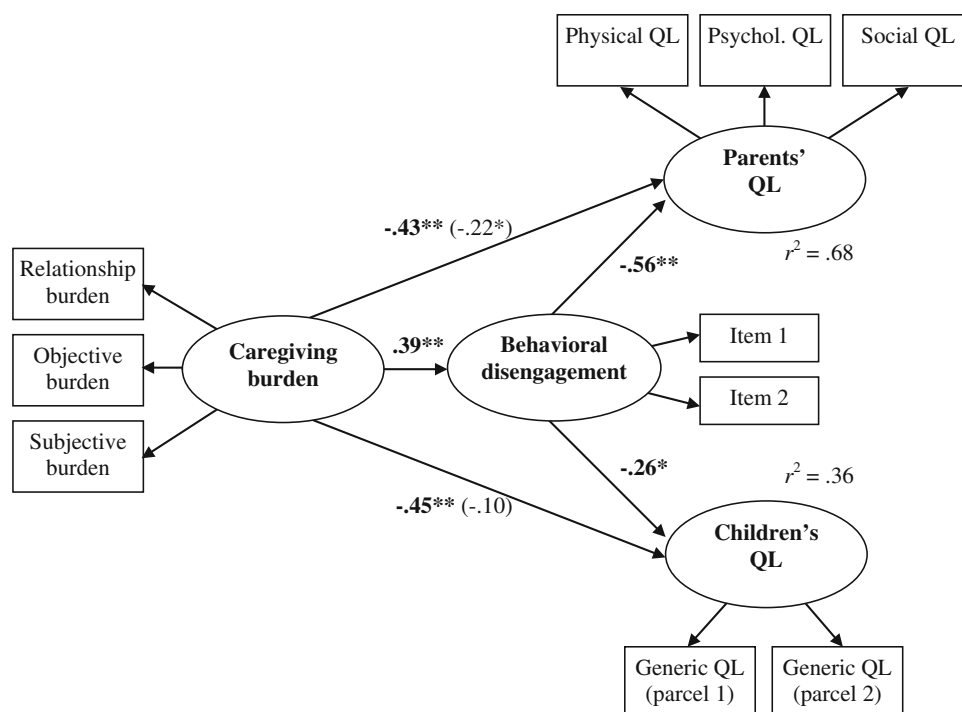 Physical QL
Psychol. QL
Social QL
Parents’
QL
-.43** (-.22*)
r² = .68
-.56**
Relationship
burden
Objective
burden
Subjective
burden
Caregiving
burden
.39**
Behavioral
disengagement
Item 1
Item 2
-.26*
r² = .36
-.45** (-.10)
Children’s
QL
Generic QL
(parcel 1)
Generic QL
(parcel 2)